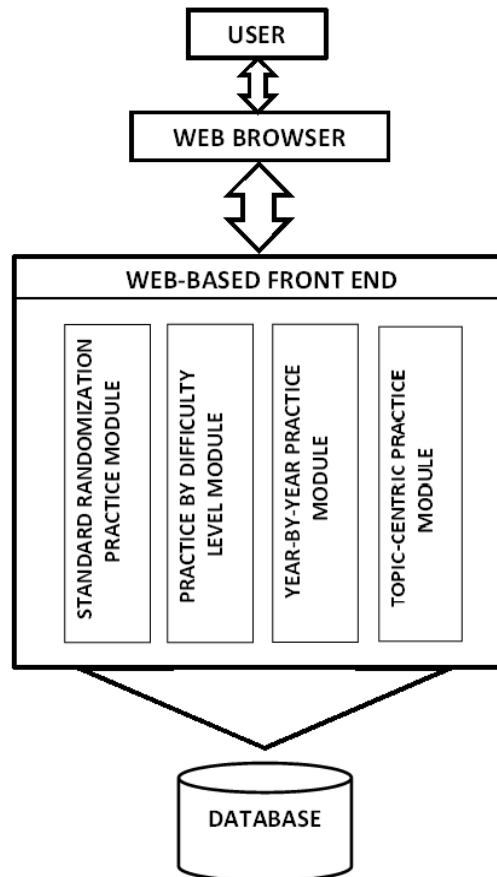 USER
WEB BROWSER
WEB-BASED FRONT END
STANDARD RANDOMIZATION
PRACTICE MODULE
PRACTICE BY DIFFICULTY
LEVEL MODULE
YEAR-BY-YEAR PRACTICE
MODULE
TOPIC-CENTRIC PRACTICE
MODULE
DATABASE